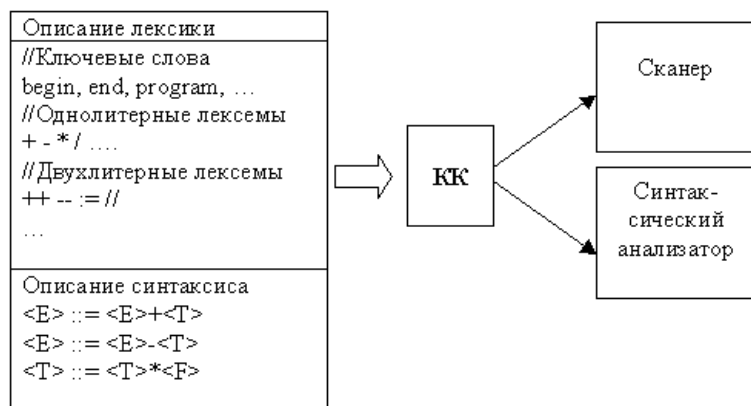 Описание лексики
//Ключевые слова
begin, end, program, …
//Однолитерные лексемы
+ - * / ….
//Двухлитерные лексемы
++ -- := //
…
Описание синтаксиса
<E> ::= <E>+<T>
<E> ::= <E>-<T>
<T> ::= <T>*<F>
КК
Сканер
Синтак-
сический
анализатор